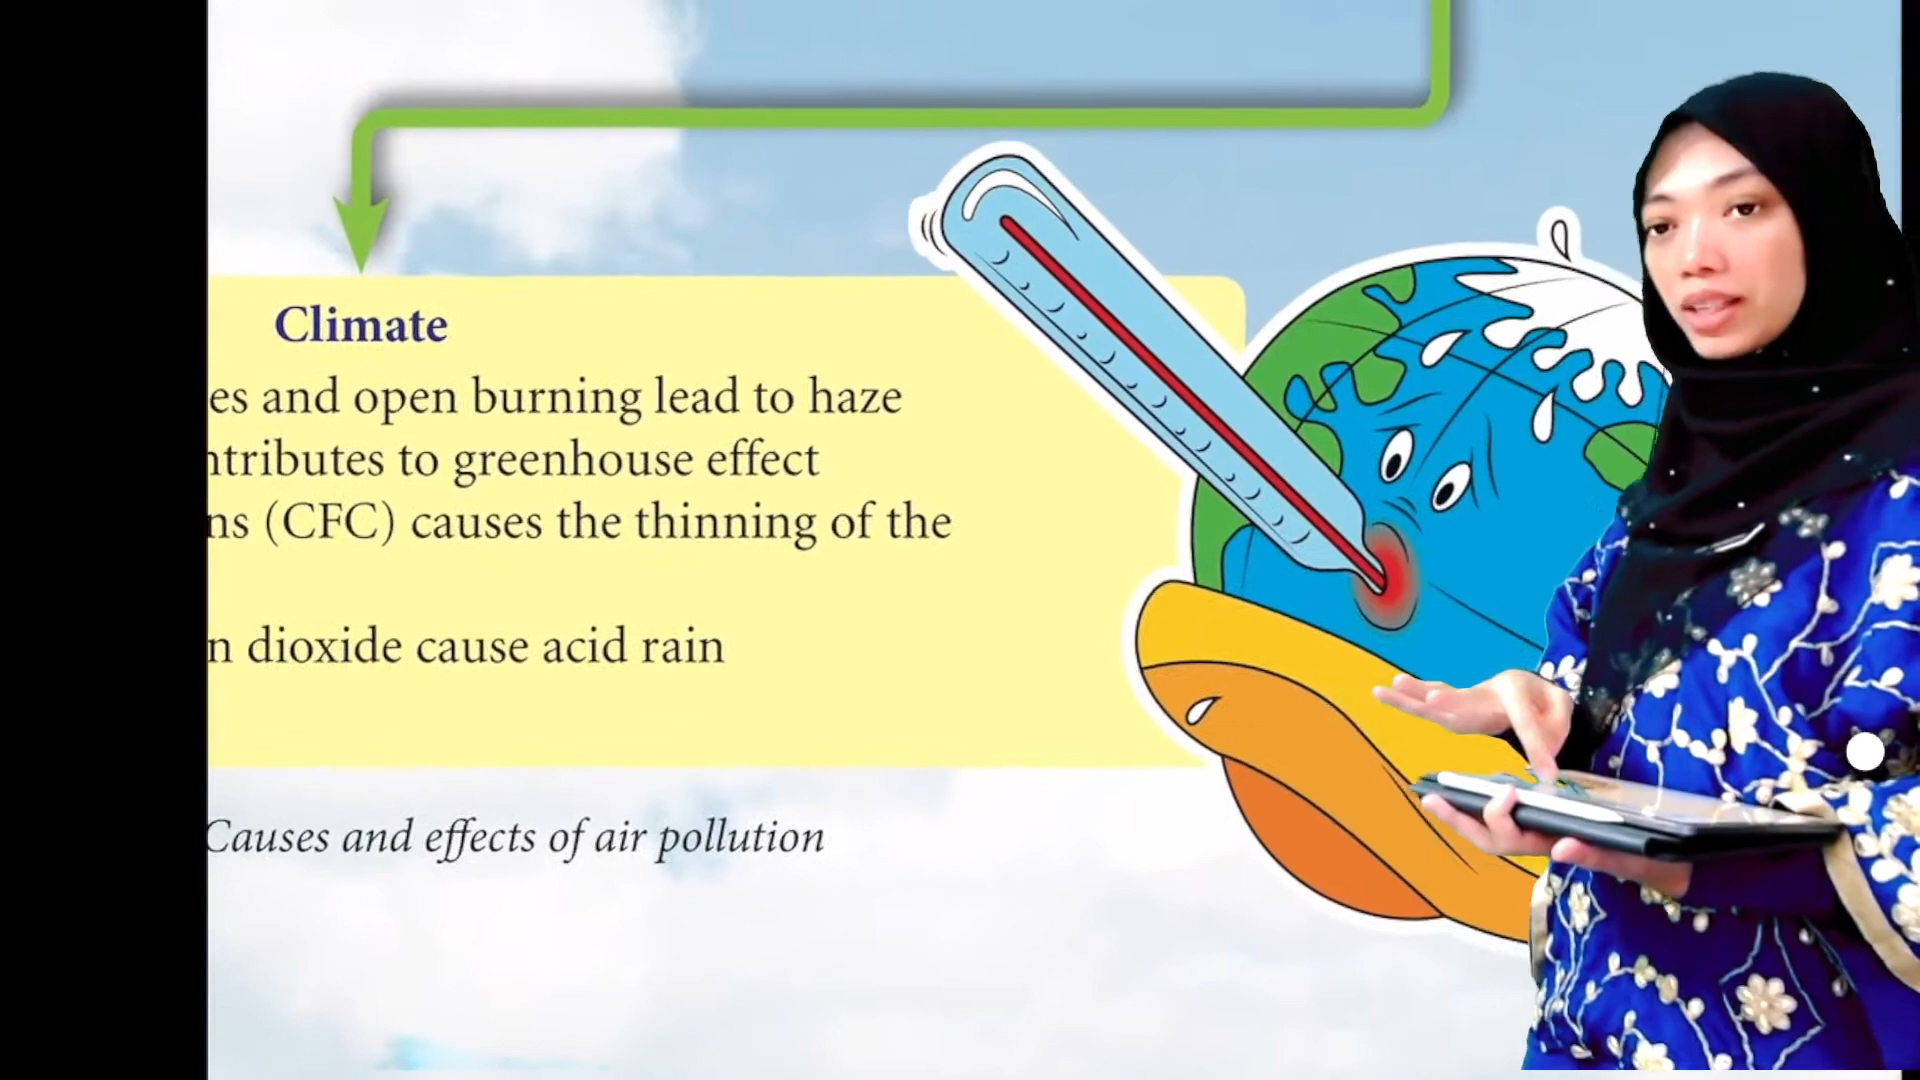 Climate
es and open burning lead to haze
ntributes to greenhouse effect
ns (CFC) causes the thinning of the
n dioxide cause acid rain
Causes and effects of air pollution